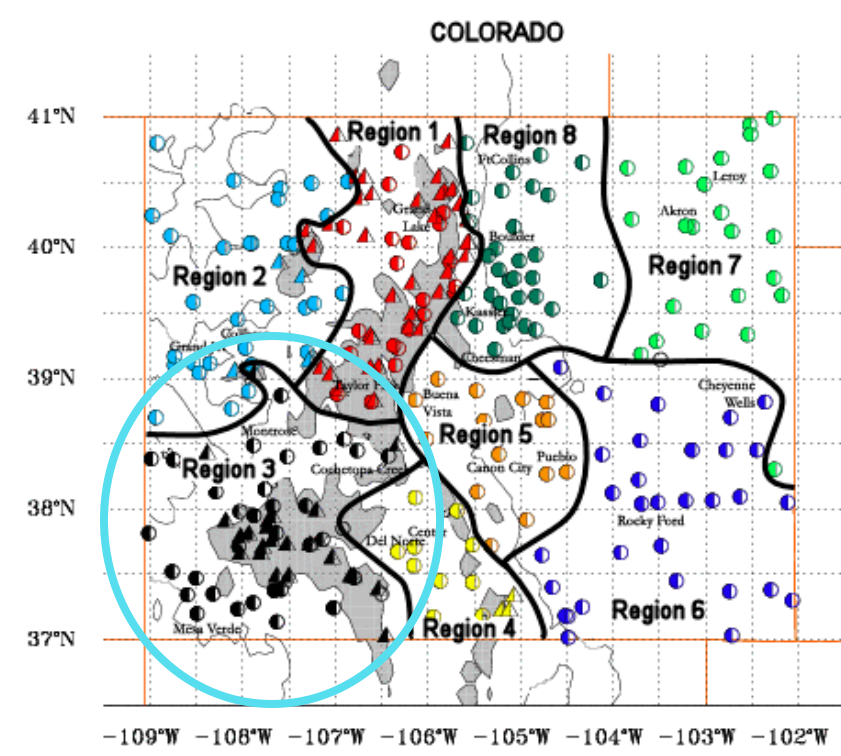 COLORADO
41°N
Region 1
Region 8
FtCollins
Leroy
Grand
Lake
Akron
40°N
Boulder
Region 2
Region 7
Kassler
Cheesman
39°N
Taylor
Buena
Vista
Cheyenne
Wells
Montrose
Region 5
Pueblo
Region 3
Cochetopa Creek
Canon City
38°N
Rocky Ford
Center
Del Norte
Region 6
Mesa Verde
Region 4
37°N
-109°W -108°W -107°W -106°W -105°W -104°W -103°W -102°W